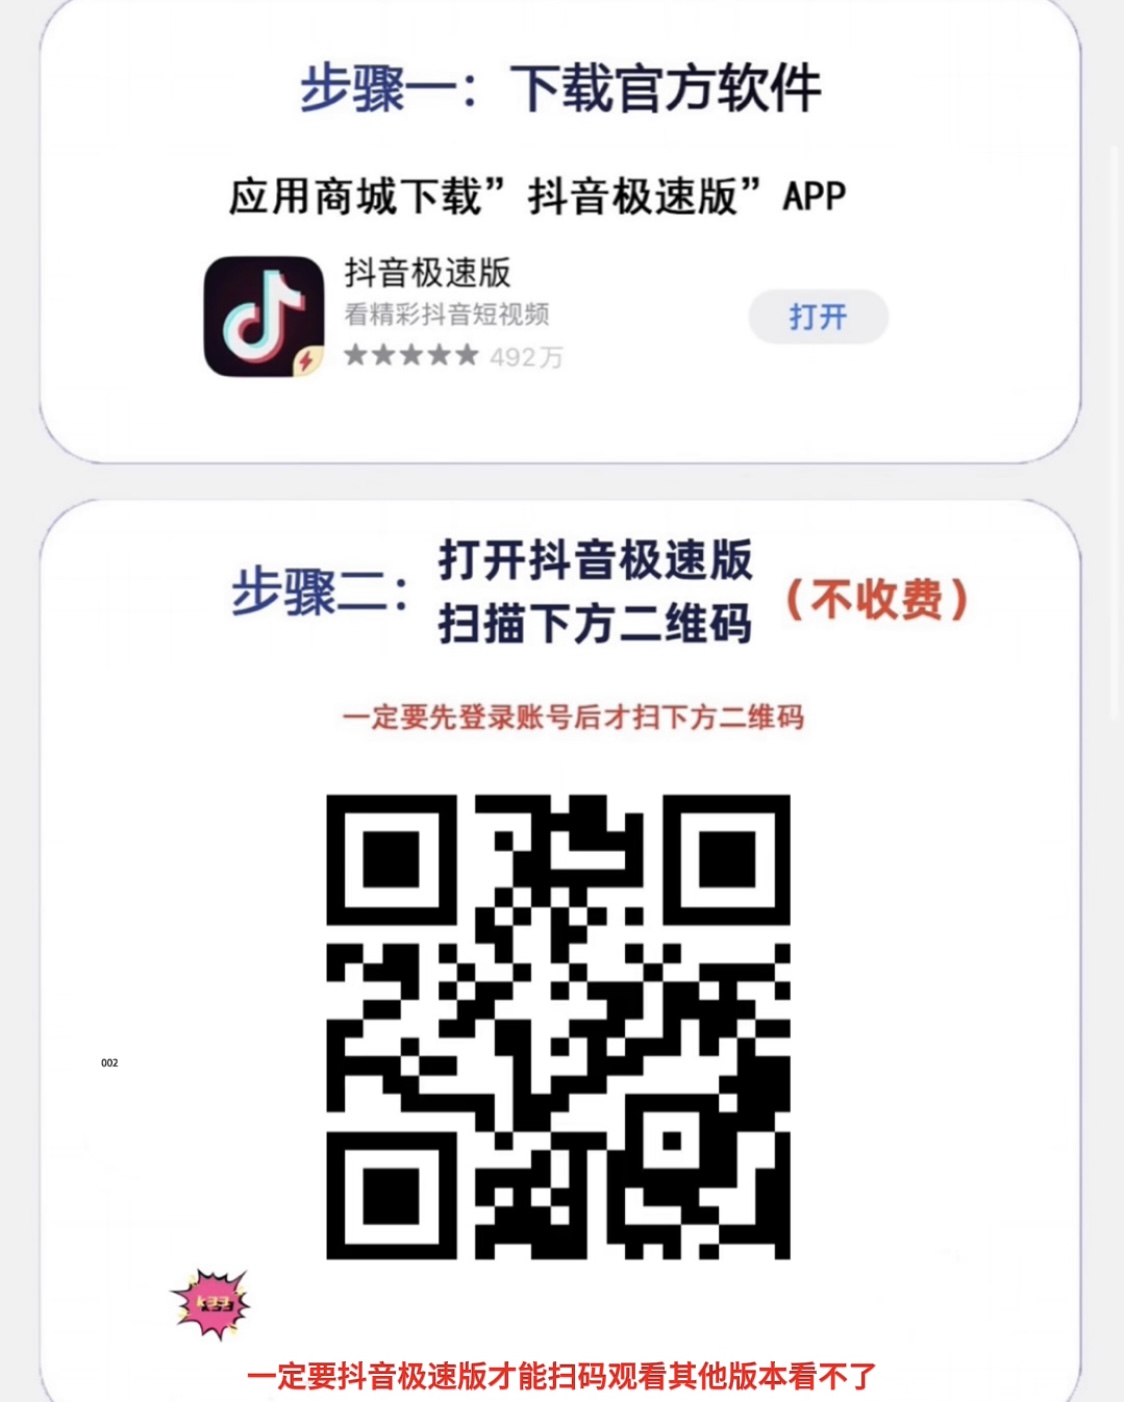 步骤一：下载官方软件
应用商城下载”抖音极速版”APP
抖音极速版
看精彩抖音短视频
492万
打开
步骤二：
打开抖音极速版
扫描下方二维码
（不收费）
一定要先登录账号后才扫下方二维码
002
k33
一定要抖音极速版才能扫码观看其他版本看不了